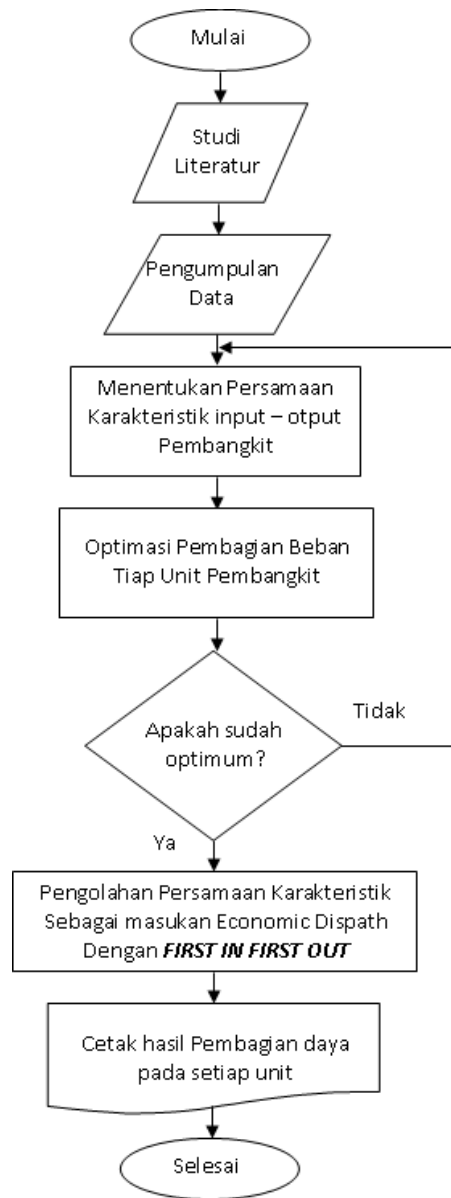 Mulai
Studi
Literatur
Pengumpulan
Data
Menentukan Persamaan
Karakteristik input – otput
Pembangkit
Optimasi Pembagian Beban
Tiap Unit Pembangkit
Apakah sudah
optimum?
Tidak
Ya
Pengolahan Persamaan Karakteristik
Sebagai masukan Economic Dispath
Dengan FIRST IN FIRST OUT
Cetak hasil Pembagian daya
pada setiap unit
Selesai